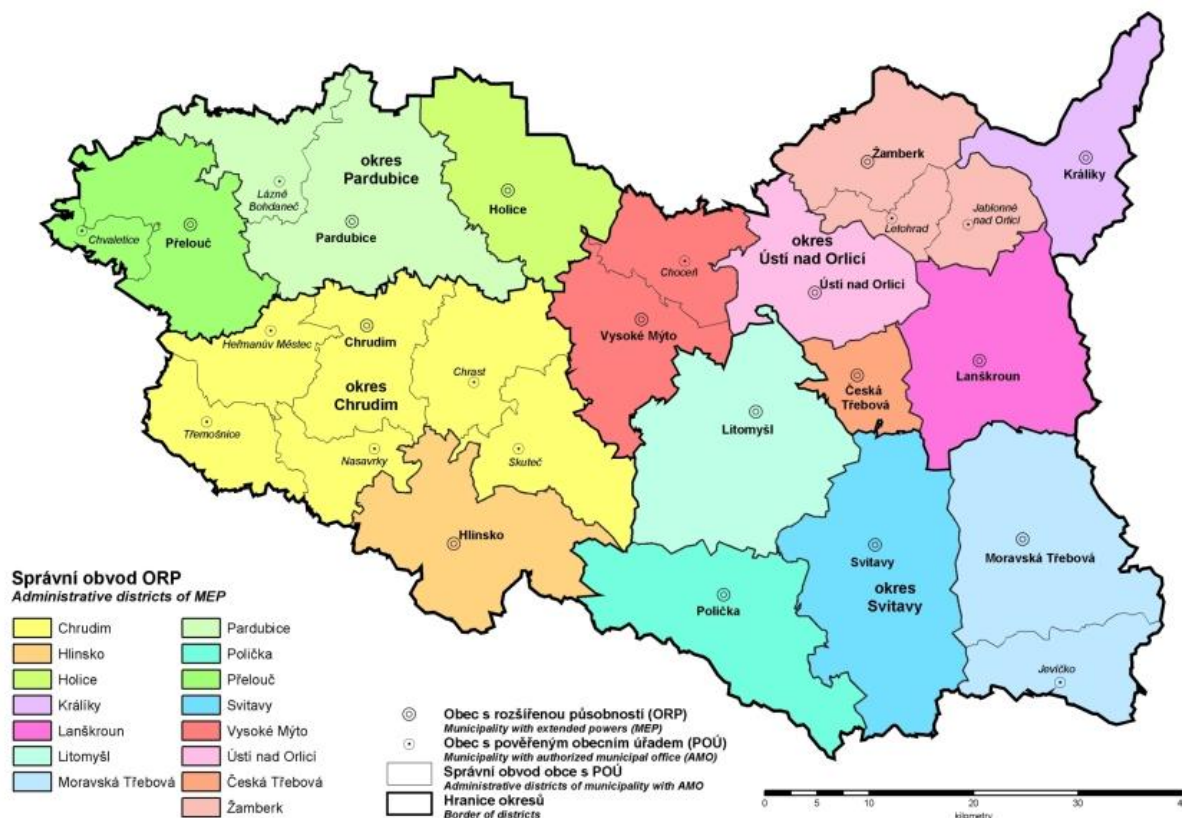 Žamberk
Králíky
okres
Pardubice
Lázně
Bohdaneč
Holice
Jablonné
nad Orlicí
Letohrad
Chvaletice
Přelouč
Pardubice
okres
Ústí nad Orlicí
Choceň
Ústí nad Orlicí
Heřmanův Městec
Chrudim
Vysoké Mýto
Chrast
okres
Chrudim
Česká
Třebová
Lanškroun
Litomyšl
Třemošnice
Nasavrky
Skuteč
Hlinsko
Svitavy
Moravská Třebová
okres
Svitavy
Polička
Jevíčko
Správní obvod ORP
Administrative districts of MEP
Chrudim
Hlinsko
Holice
Králíky
Lanškroun
Litomyšl
Moravská Třebová
Pardubice
Polička
Přelouč
Svitavy
Vysoké Mýto
Ústí nad Orlicí
Česká Třebová
Žamberk
Obec s rozšířenou působností (ORP)
Municipality with extended powers (MEP)
Obec s pověřeným obecním úřadem (POÚ)
Municipality with authorized municipal office (AMO)
Správní obvod obce s POÚ
Administrative districts of municipality with AMO
Hranice okresů
Border of districts
0 5 10 20 30
kilometry